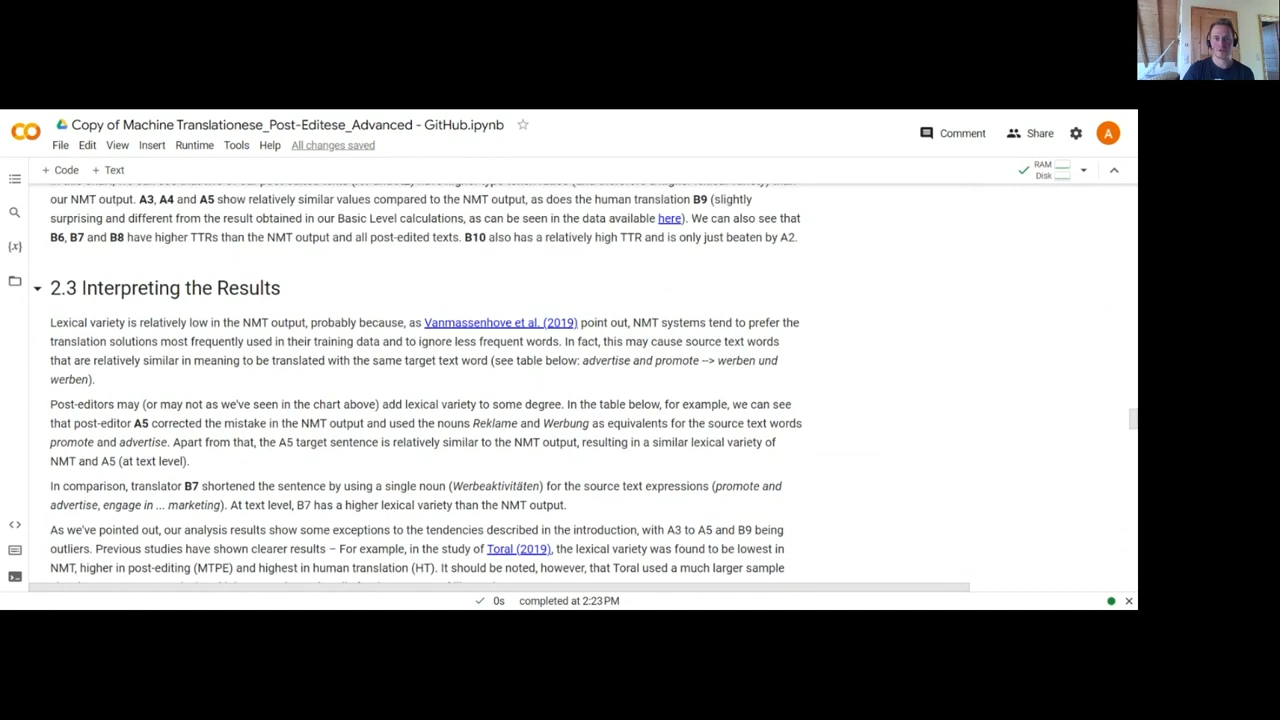 Copy of Machine Translationese_Post-Editese_Advanced - GitHub.ipynb
File Edit View Insert Runtime Tools Help All changes saved
Comment Share A
+ Code + Text
RAM
Disk
our NMT output. A3, A4 and A5 show relatively similar values compared to the NMT output, as does the human translation B9 (slightly
surprising and different from the result obtained in our Basic Level calculations, as can be seen in the data available here). We can also see that
B6, B7 and B8 have higher TTRs than the NMT output and all post-edited texts. B10 also has a relatively high TTR and is only just beaten by A2.
2.3 Interpreting the Results
Lexical variety is relatively low in the NMT output, probably because, as Vanmassenhove et al. (2019) point out, NMT systems tend to prefer the
translation solutions most frequently used in their training data and to ignore less frequent words. In fact, this may cause source text words
that are relatively similar in meaning to be translated with the same target text word (see table below: advertise and promote --> werben und
werben).
Post-editors may (or may not as we've seen in the chart above) add lexical variety to some degree. In the table below, for example, we can see
that post-editor A5 corrected the mistake in the NMT output and used the nouns Reklame and Werbung as equivalents for the source text words
promote and advertise. Apart from that, the A5 target sentence is relatively similar to the NMT output, resulting in a similar lexical variety of
NMT and A5 (at text level).
In comparison, translator B7 shortened the sentence by using a single noun (Werbeaktivitäten) for the source text expressions (promote and
advertise, engage in ... marketing). At text level, B7 has a higher lexical variety than the NMT output.
As we've pointed out, our analysis results show some exceptions to the tendencies described in the introduction, with A3 to A5 and B9 being
outliers. Previous studies have shown clearer results – For example, in the study of Toral (2019), the lexical variety was found to be lowest in
NMT, higher in post-editing (MTPE) and highest in human translation (HT). It should be noted, however, that Toral used a much larger sample
0s completed at 2:23 PM